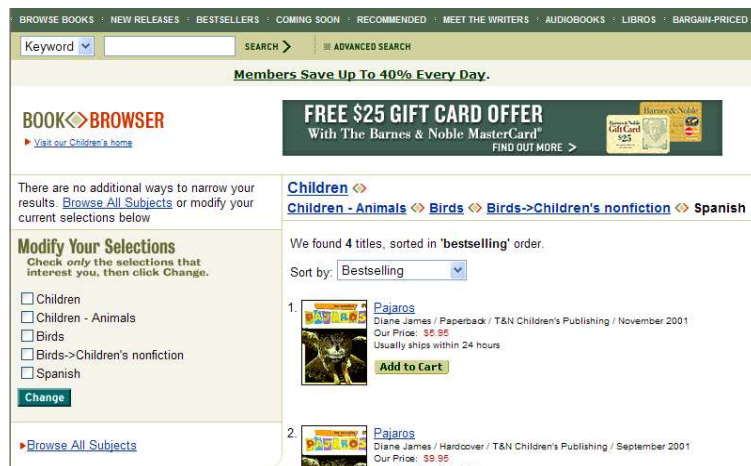 BROWSE BOOKS NEW RELEASES BESTSELLERS COMING SOON RECOMMENDED MEET THE WRITERS AUDIOBOOKS LIBROS BARGAIN-PRICED
Keyword SEARCH ADVANCED SEARCH
Members Save Up To 40% Every Day.
BOOK BROWSER
Visit our Children's home
FREE $25 GIFT CARD OFFER
With The Barnes & Noble MasterCard®
FIND OUT MORE >
Barnes & Noble
Gift Card
$25
There are no additional ways to narrow your
results. Browse All Subjects or modify your
current selections below
Modify Your Selections
Check only the selections that
interest you, then click Change.
Children
Children - Animals
Birds
Birds->Children's nonfiction
Spanish
Change
Browse All Subjects
Children
Children - Animals Birds Birds->Children's nonfiction Spanish
We found 4 titles, sorted in 'bestselling' order.
Sort by: Bestselling
1. Pajaros
PAJAROS
Diane James / Paperback / T&N Children's Publishing / November 2001
Our Price: $5.95
Usually ships within 24 hours
Add to Cart
2. Pajaros
PAJAROS
Diane James / Hardcover / T&N Children's Publishing / September 2001
Our Price: $9.95